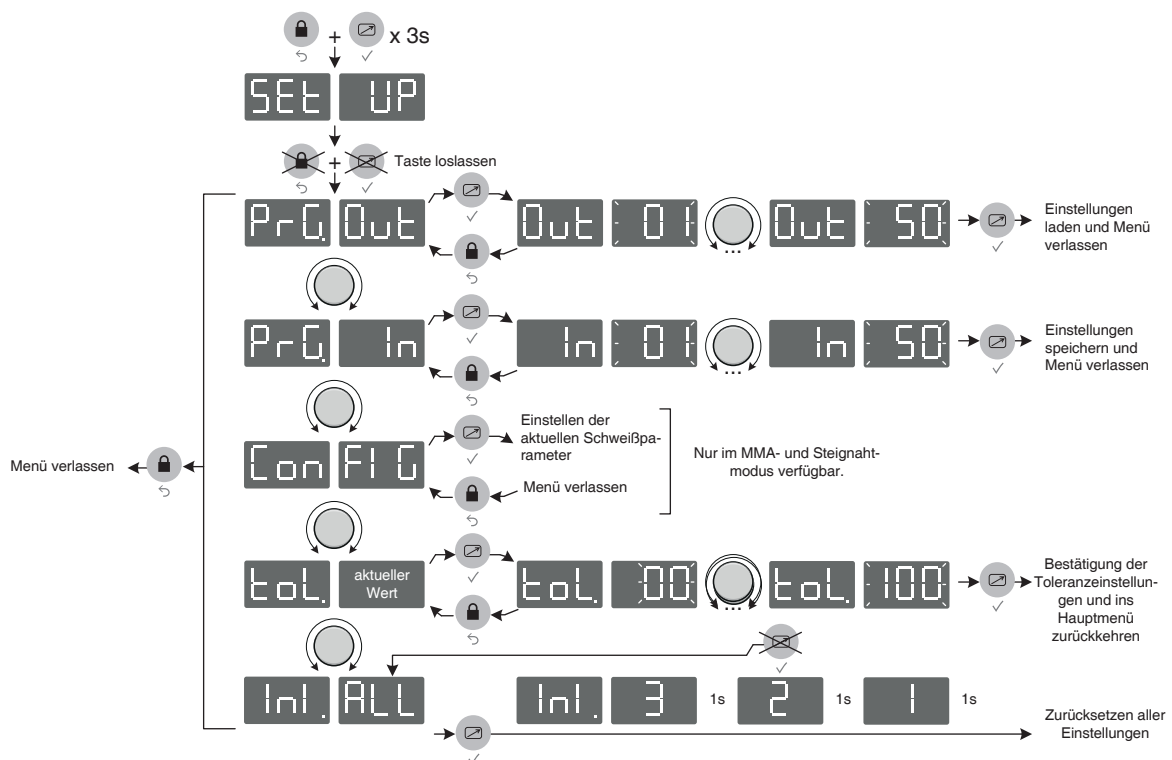 + x 3s
SEt UP
+ Taste loslassen
PrG. Out Out 01 ... Out 50
Einstellungen
laden und Menü
verlassen
PrG. In In 01 ... In 50
Einstellungen
speichern und
Menü verlassen
Con FIG
Einstellen der
aktuellen Schweißpa-
rameter
Menü verlassen
Nur im MMA- und Steignaht-
modus verfügbar.
Menü verlassen
toL. aktueller
Wert
toL. 00 ... toL. 100
Bestätigung der
Toleranzeinstellun-
gen und ins
Hauptmenü
zurückkehren
InI. ALL InI. 3 1s 2 1s 1 1s
Zurücksetzen aller
Einstellungen